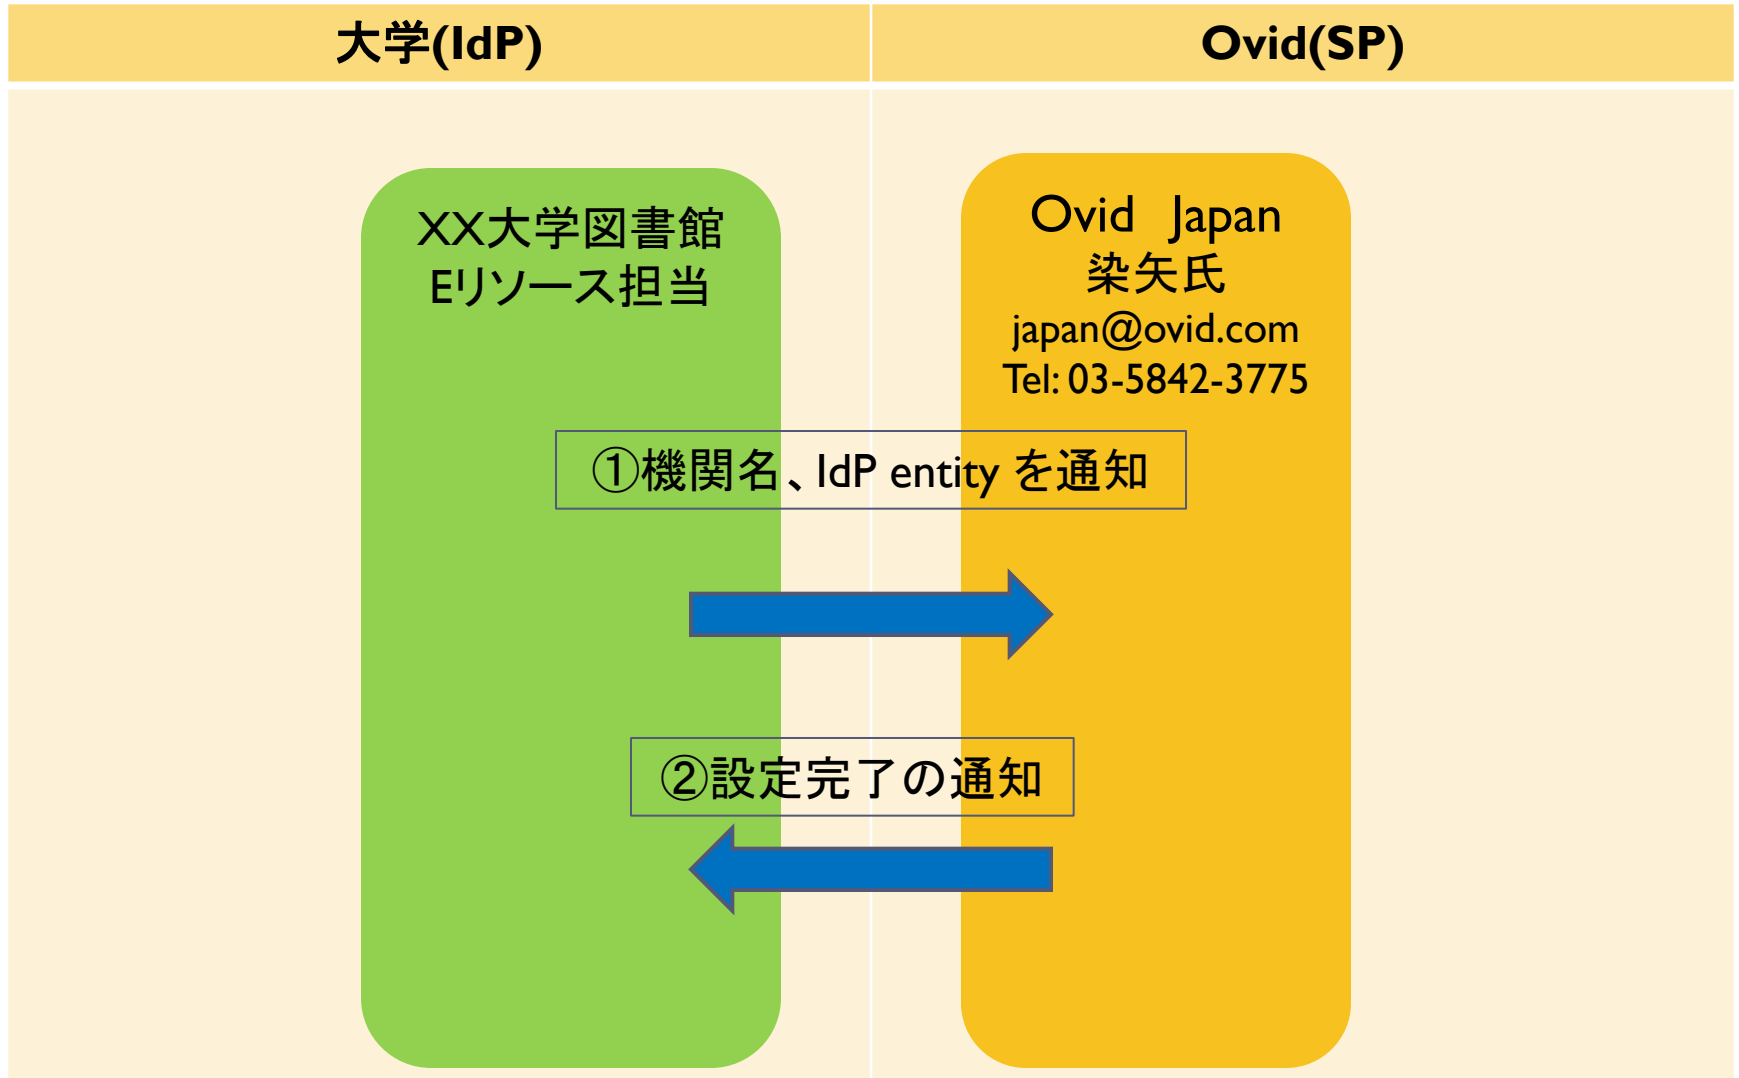 大学(IdP)
Ovid(SP)
XX大学図書館
Eリソース担当
Ovid　Japan
染矢氏
japan@ovid.com
Tel: 03-5842-3775
①機関名、IdP entity を通知
②設定完了の通知